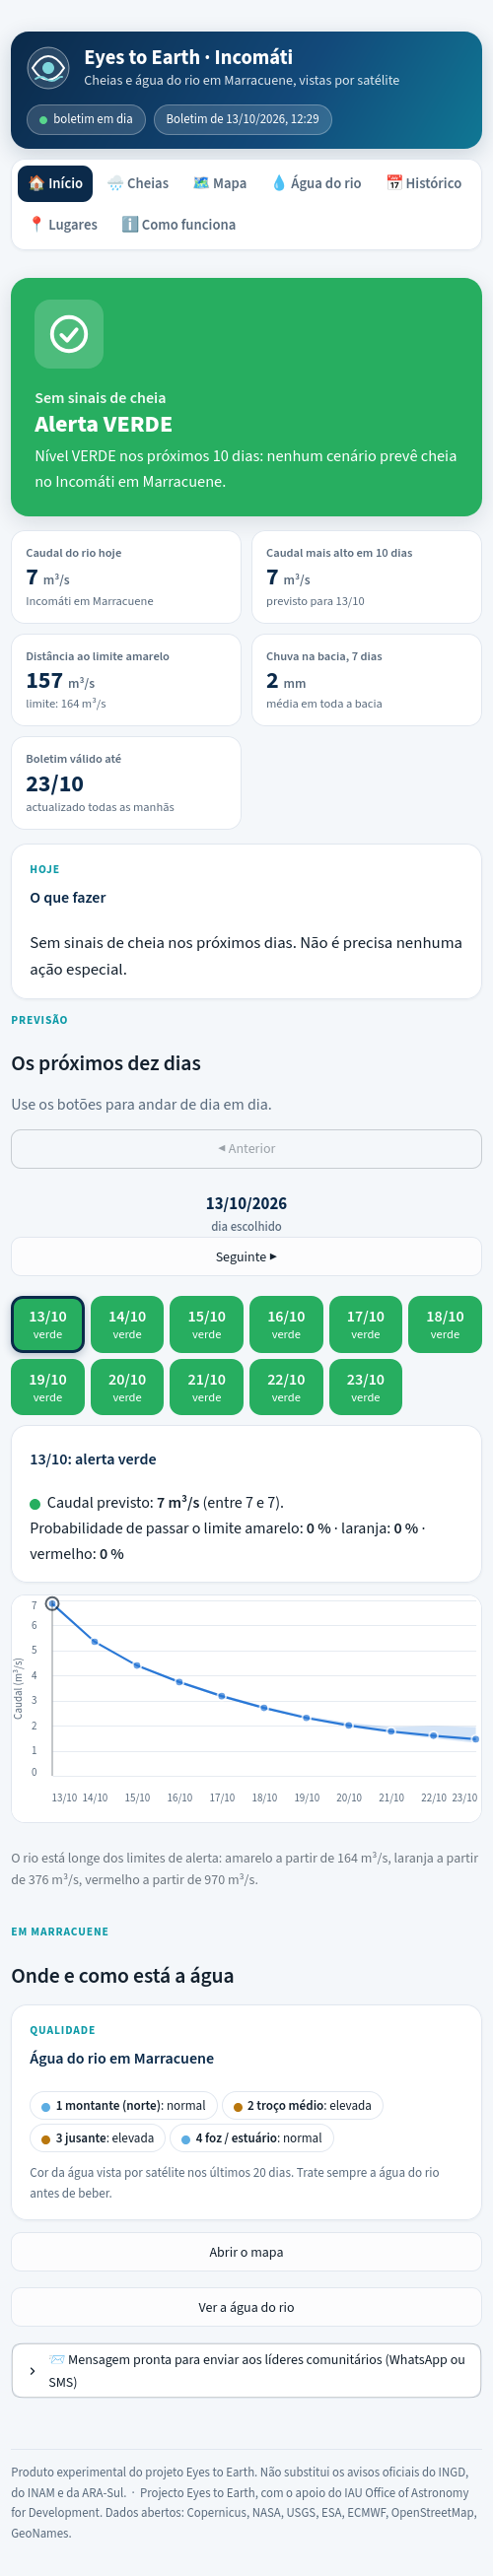 Eyes to Earth · Incomáti
Cheias e água do rio em Marracuene, vistas por satélite
boletim em dia
Boletim de 13/10/2026, 12:29
Início
Cheias
Mapa
Água do rio
Histórico
Lugares
Como funciona
Sem sinais de cheia
Alerta VERDE
Nível VERDE nos próximos 10 dias: nenhum cenário prevê cheia
no Incomáti em Marracuene.
Caudal do rio hoje
7 m³/s
Incomáti em Marracuene
Caudal mais alto em 10 dias
7 m³/s
previsto para 13/10
Distância ao limite amarelo
157 m³/s
limite: 164 m³/s
Chuva na bacia, 7 dias
2 mm
média em toda a bacia
Boletim válido até
23/10
actualizado todas as manhãs
HOJE
O que fazer
Sem sinais de cheia nos próximos dias. Não é precisa nenhuma
ação especial.
PREVISÃO
Os próximos dez dias
Use os botões para andar de dia em dia.
◂ Anterior
13/10/2026
dia escolhido
Seguinte ▸
13/10 14/10 15/10 16/10 17/10 18/10
verde verde verde verde verde verde
19/10 20/10 21/10 22/10 23/10
verde verde verde verde verde
13/10: alerta verde
Caudal previsto: 7 m³/s (entre 7 e 7).
Probabilidade de passar o limite amarelo: 0 % · laranja: 0 % ·
vermelho: 0 %
Caudal (m³/s)
7
6
5
4
3
2
1
0
13/10 14/10 15/10 16/10 17/10 18/10 19/10 20/10 21/10 22/10 23/10
O rio está longe dos limites de alerta: amarelo a partir de 164 m³/s, laranja a partir
de 376 m³/s, vermelho a partir de 970 m³/s.
EM MARRACUENE
Onde e como está a água
QUALIDADE
Água do rio em Marracuene
1 montante (norte): normal
2 troço médio: elevada
3 jusante: elevada
4 foz / estuário: normal
Cor da água vista por satélite nos últimos 20 dias. Trate sempre a água do rio
antes de beber.
Abrir o mapa
Ver a água do rio
Mensagem pronta para enviar aos líderes comunitários (WhatsApp ou
SMS)
Produto experimental do projeto Eyes to Earth. Não substitui os avisos oficiais do INGD,
do INAM e da ARA-Sul. · Projecto Eyes to Earth, com o apoio do IAU Office of Astronomy
for Development. Dados abertos: Copernicus, NASA, USGS, ESA, ECMWF, OpenStreetMap,
GeoNames.